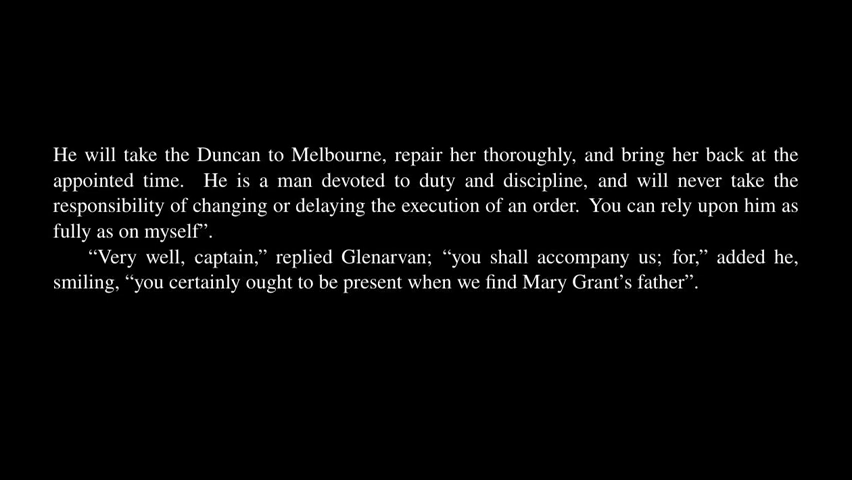 He will take the Duncan to Melbourne, repair her thoroughly, and bring her back at the
appointed time. He is a man devoted to duty and discipline, and will never take the
responsibility of changing or delaying the execution of an order. You can rely upon him as
fully as on myself”.
“Very well, captain,” replied Glenarvan; “you shall accompany us; for,” added he,
smiling, “you certainly ought to be present when we find Mary Grant’s father”.